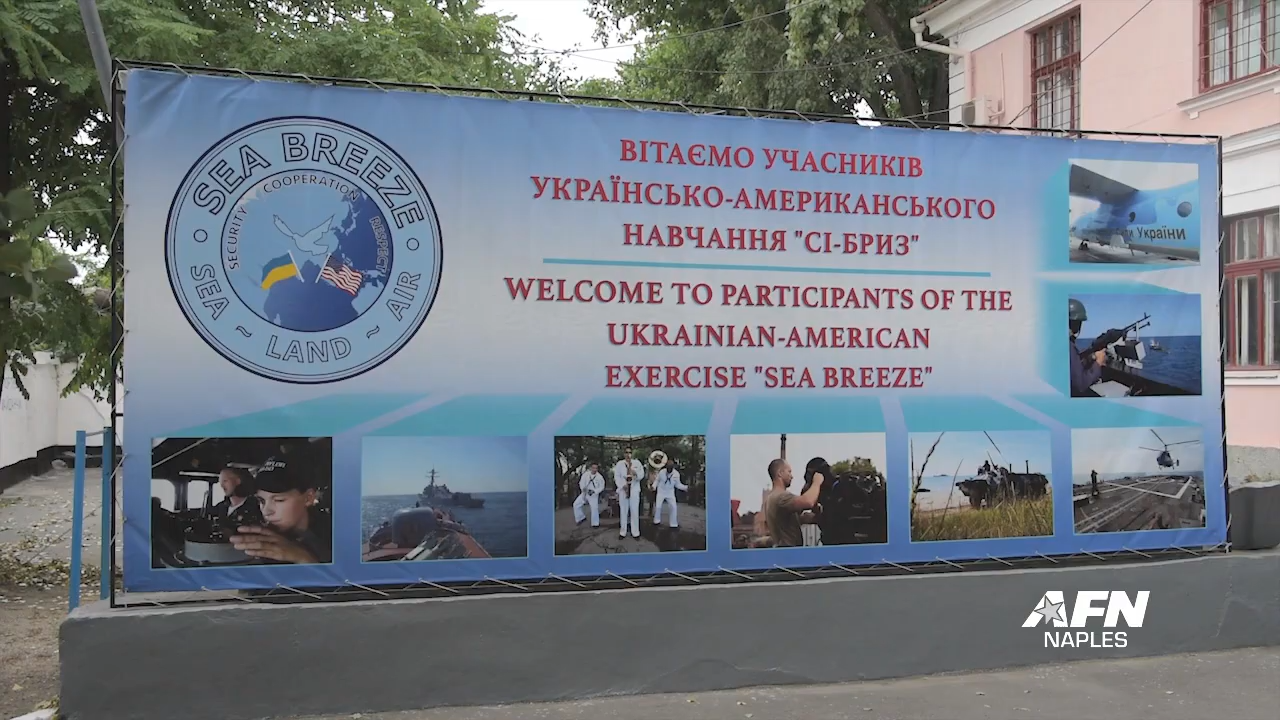 SEA BREEZE
SECURITY COOPERATION RESPECT
SEA ~ LAND ~ AIR
ВІТАЄМО УЧАСНИКІВ
УКРАЇНСЬКО-АМЕРИКАНСЬКОГО
НАВЧАННЯ "СІ-БРИЗ"
WELCOME TO PARTICIPANTS OF THE
UKRAINIAN-AMERICAN
EXERCISE "SEA BREEZE"
України
AFN
NAPLES